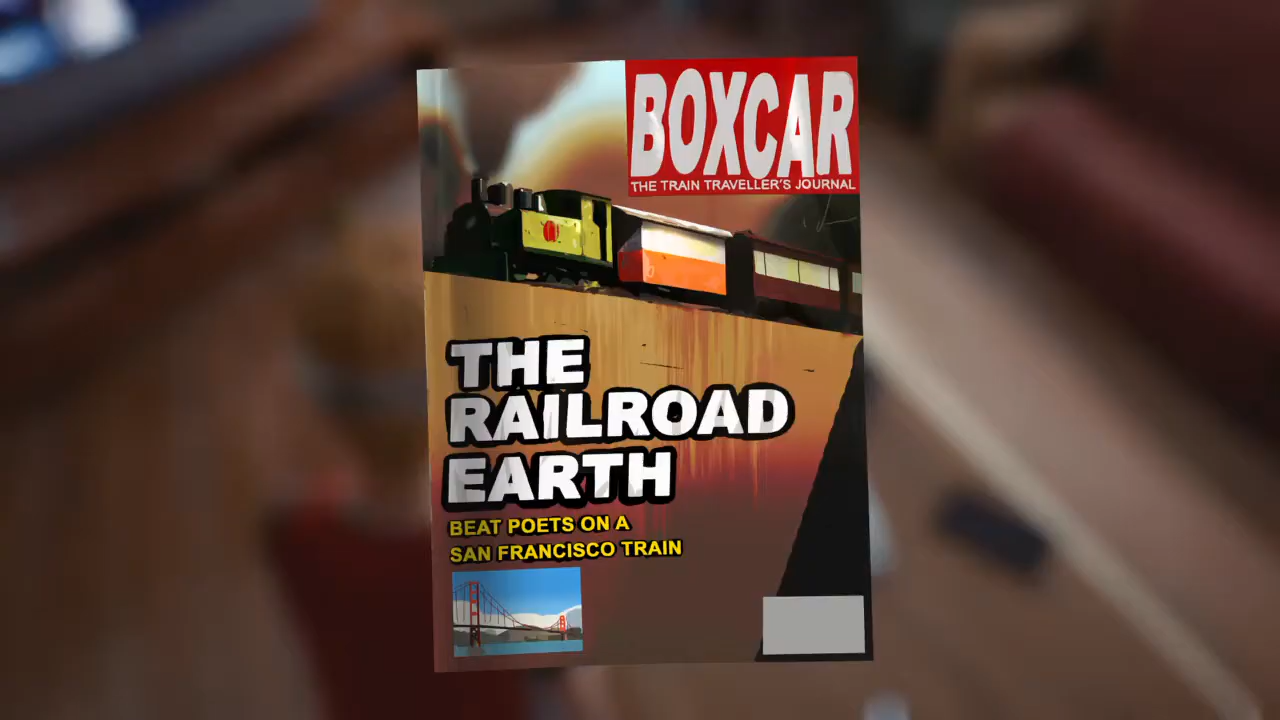 BOXCAR
THE TRAIN TRAVELLER'S JOURNAL
THE
RAILROAD
EARTH
BEAT POETS ON A
SAN FRANCISCO TRAIN